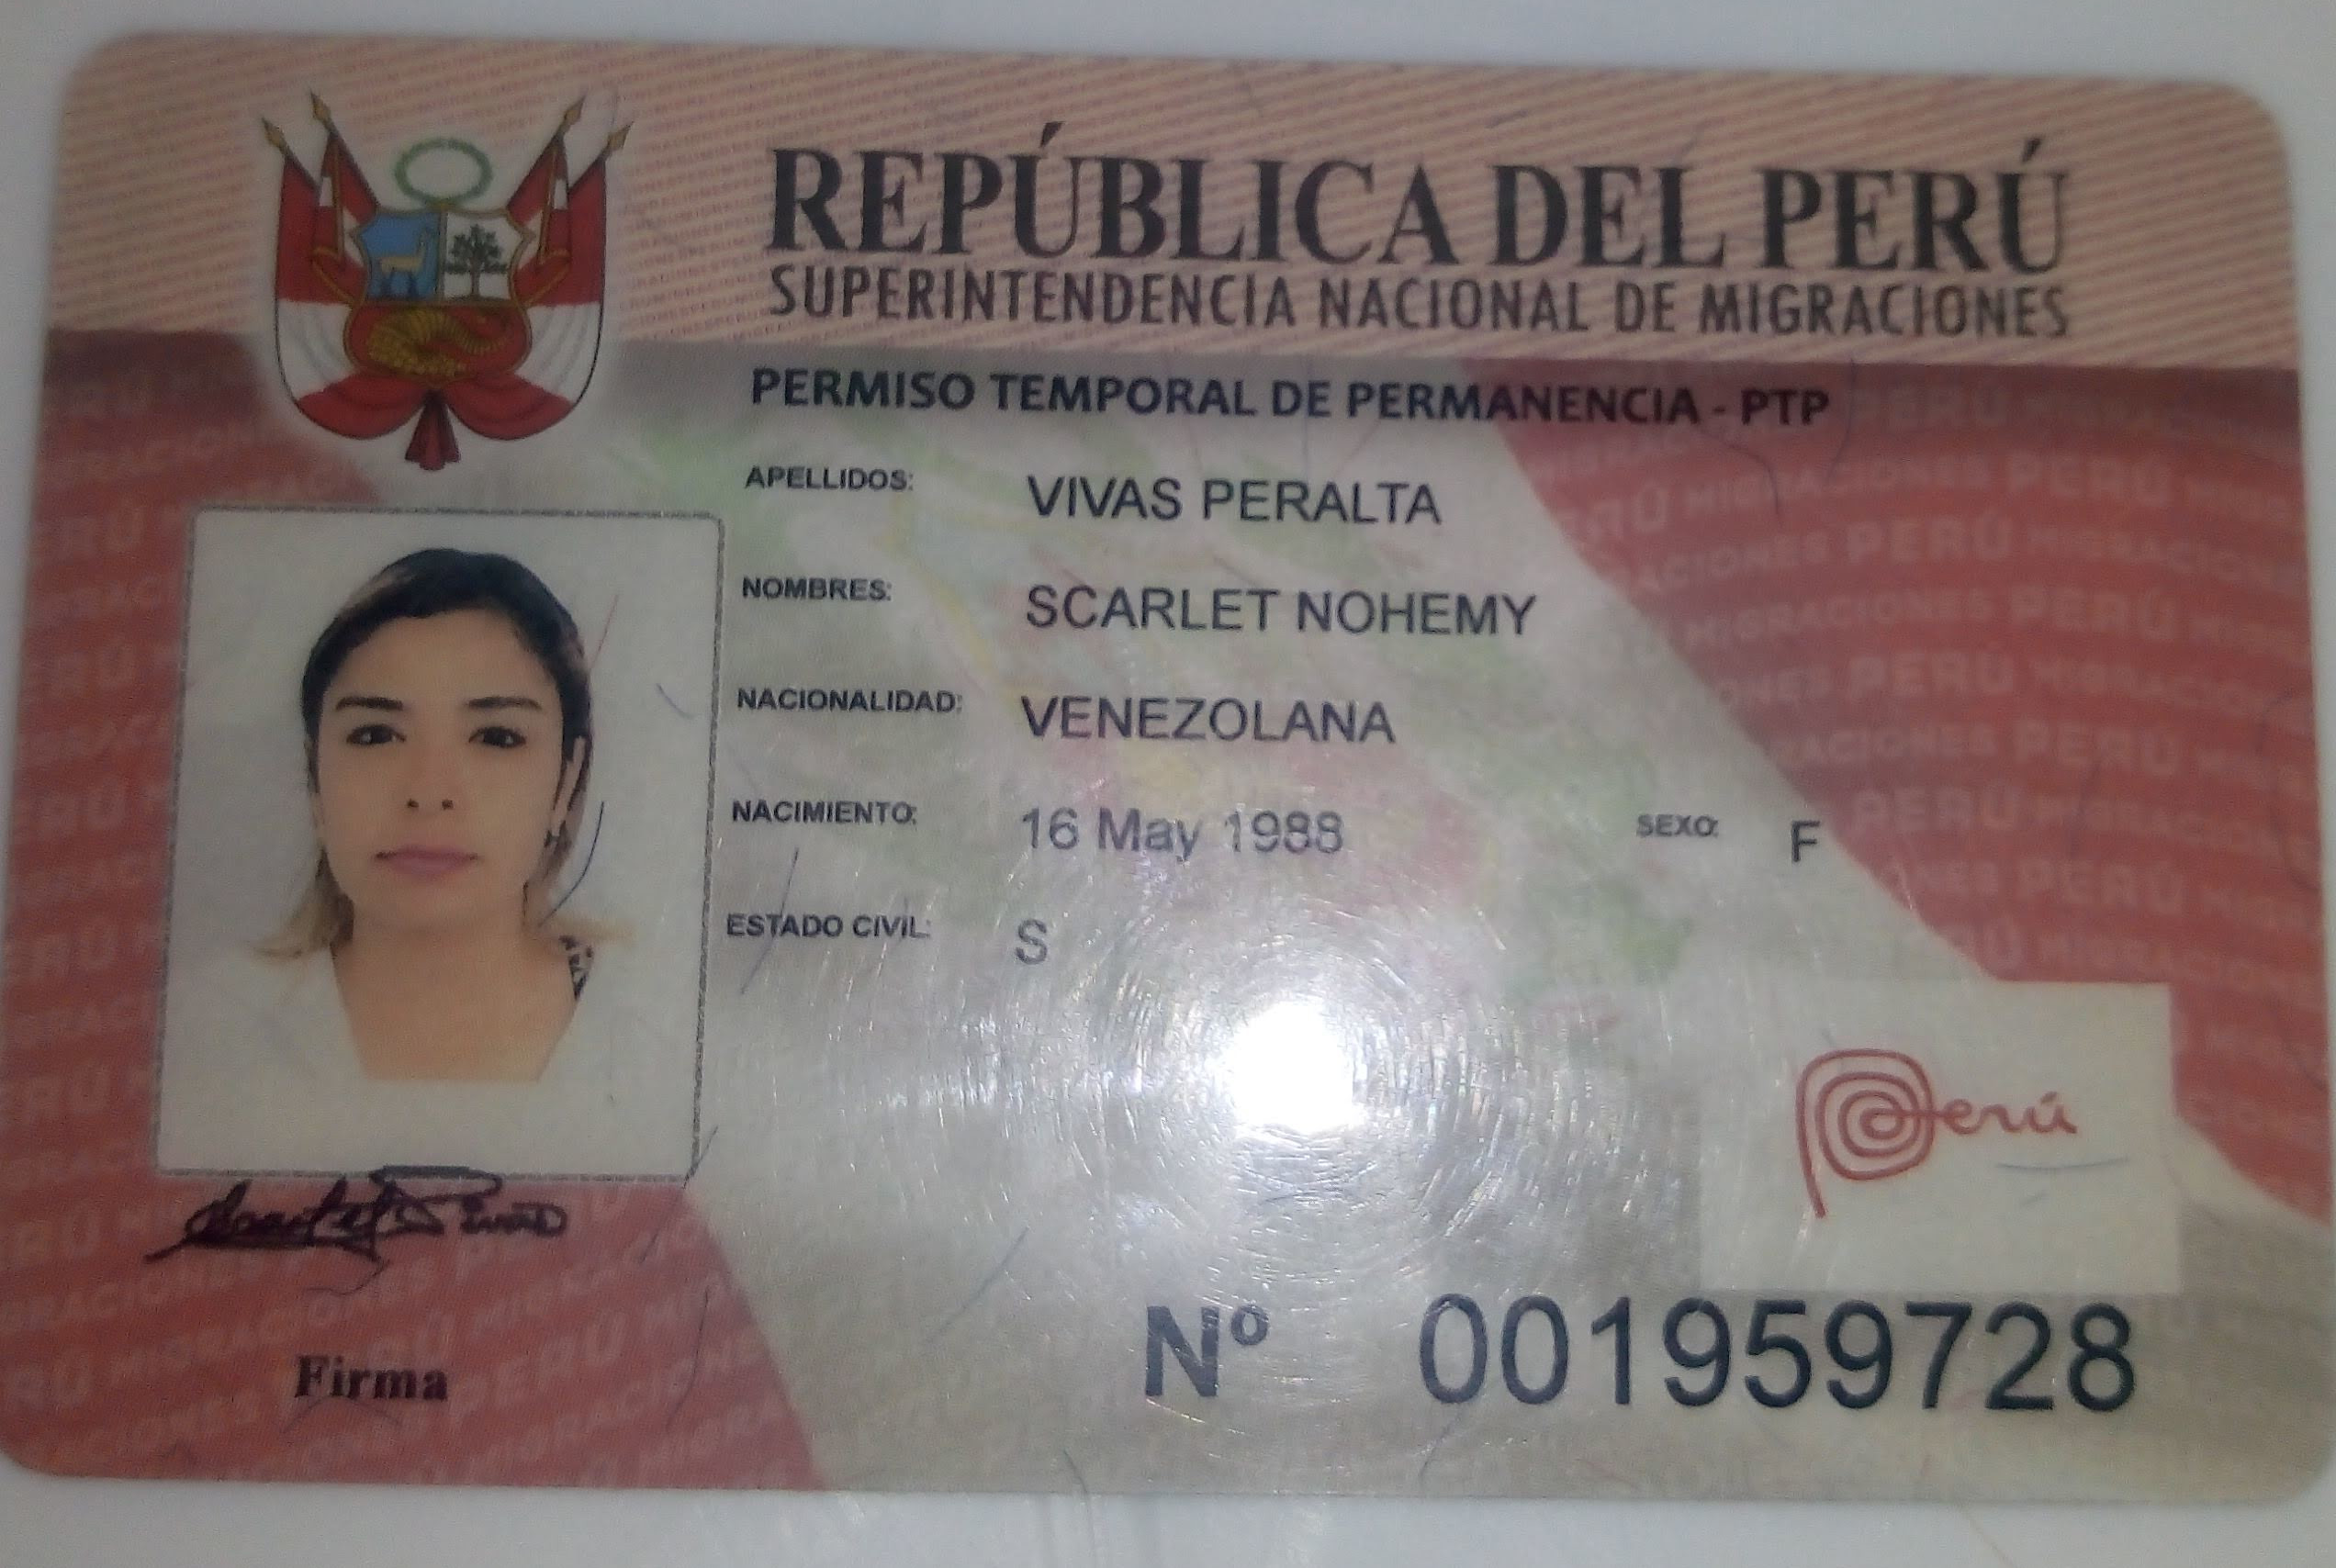 REPÚBLICA DEL PERÚ
SUPERINTENDENCIA NACIONAL DE MIGRACIONES
PERMISO TEMPORAL DE PERMANENCIA - PTP
APELLIDOS: VIVAS PERALTA
NOMBRES: SCARLET NOHEMY
NACIONALIDAD: VENEZOLANA
NACIMIENTO: 16 May 1988 SEXO: F
ESTADO CIVIL: S
Perú
Firma
Nº 001959728